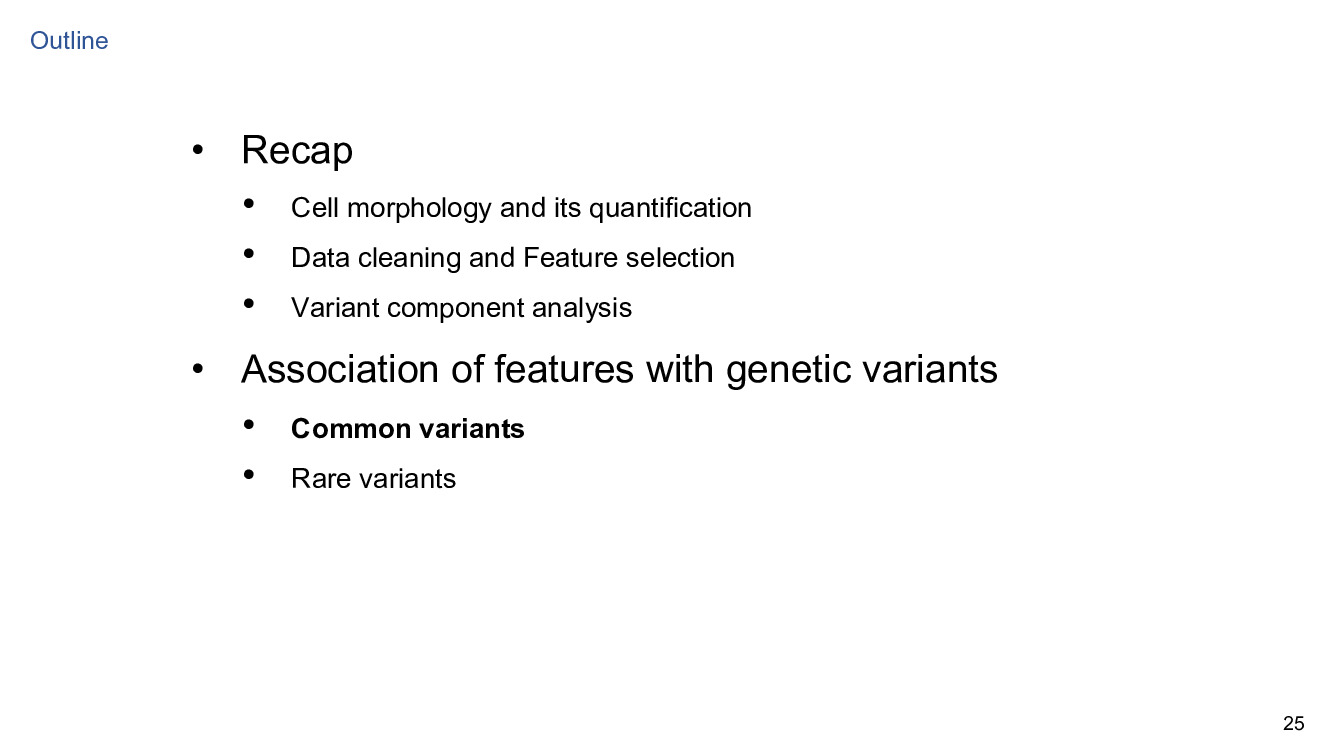 Outline
• Recap
• Cell morphology and its quantification
• Data cleaning and Feature selection
• Variant component analysis
• Association of features with genetic variants
• Common variants
• Rare variants
25